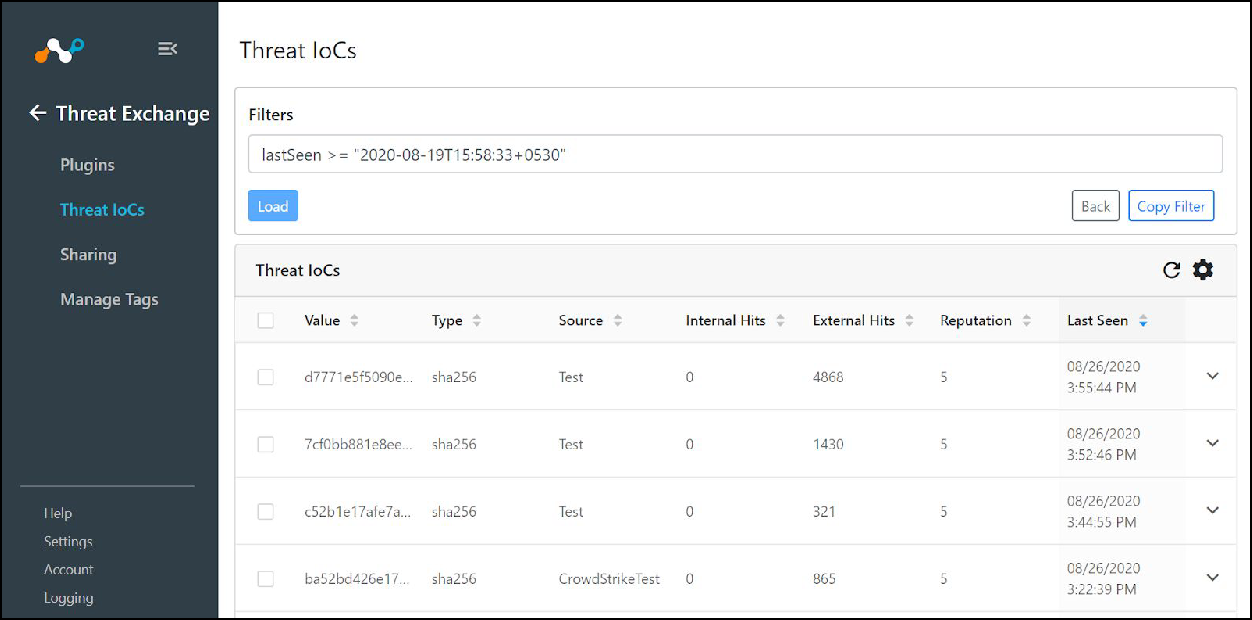 Threat Exchange
Plugins
Threat IoCs
Sharing
Manage Tags
Help
Settings
Account
Logging
Threat IoCs
Filters
lastSeen >= "2020-08-19T15:58:33+0530"
Load Back Copy Filter
Threat IoCs
Value Type Source Internal Hits External Hits Reputation Last Seen
d7771e5f5090e... sha256 Test 0 4868 5 08/26/2020
3:55:44 PM
7cf0bb881e8ee... sha256 Test 0 1430 5 08/26/2020
3:52:46 PM
c52b1e17afe7a... sha256 Test 0 321 5 08/26/2020
3:44:55 PM
ba52bd426e17... sha256 CrowdStrikeTest 0 865 5 08/26/2020
3:22:39 PM